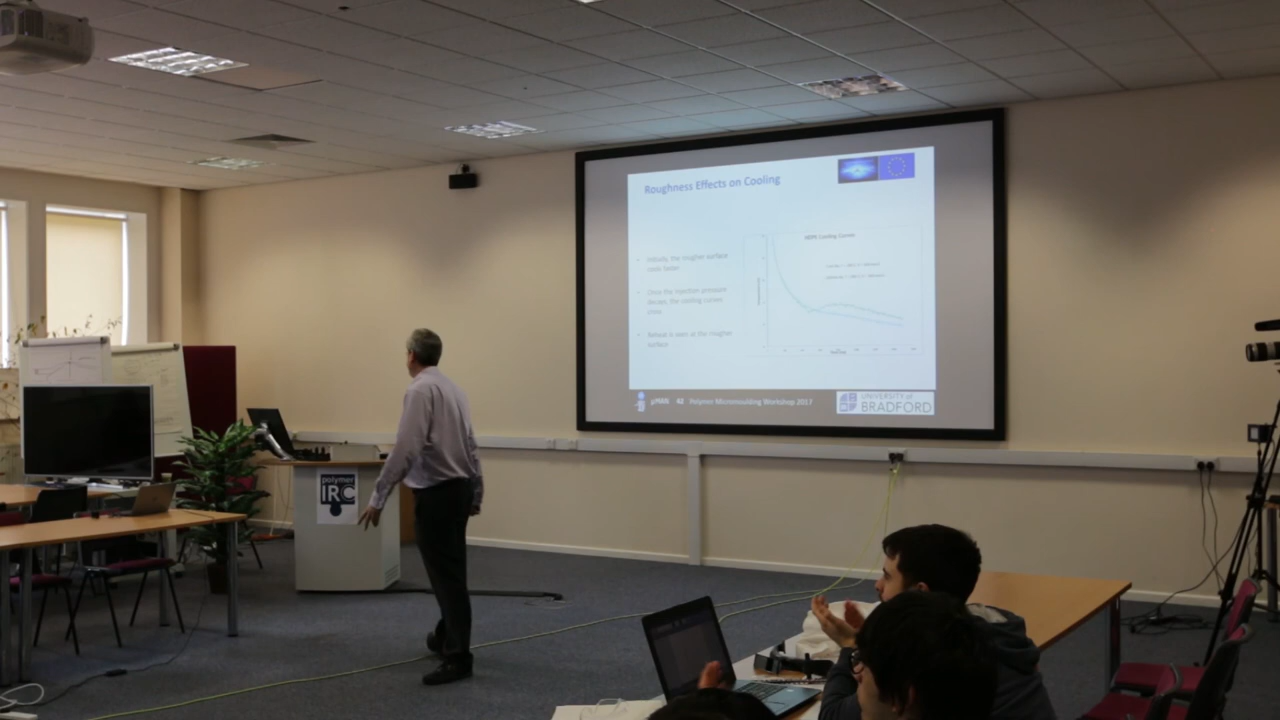 Roughness Effects on Cooling
HDPE Cooling Curves
Initially, the rougher surface
cools faster
Once the injection pressure
decays, the cooling curves
cross
Reheat is seen at the rougher
surface
µMAN 42 Polymer Micromoulding Workshop 2017
UNIVERSITY of
BRADFORD
polymer
IRC